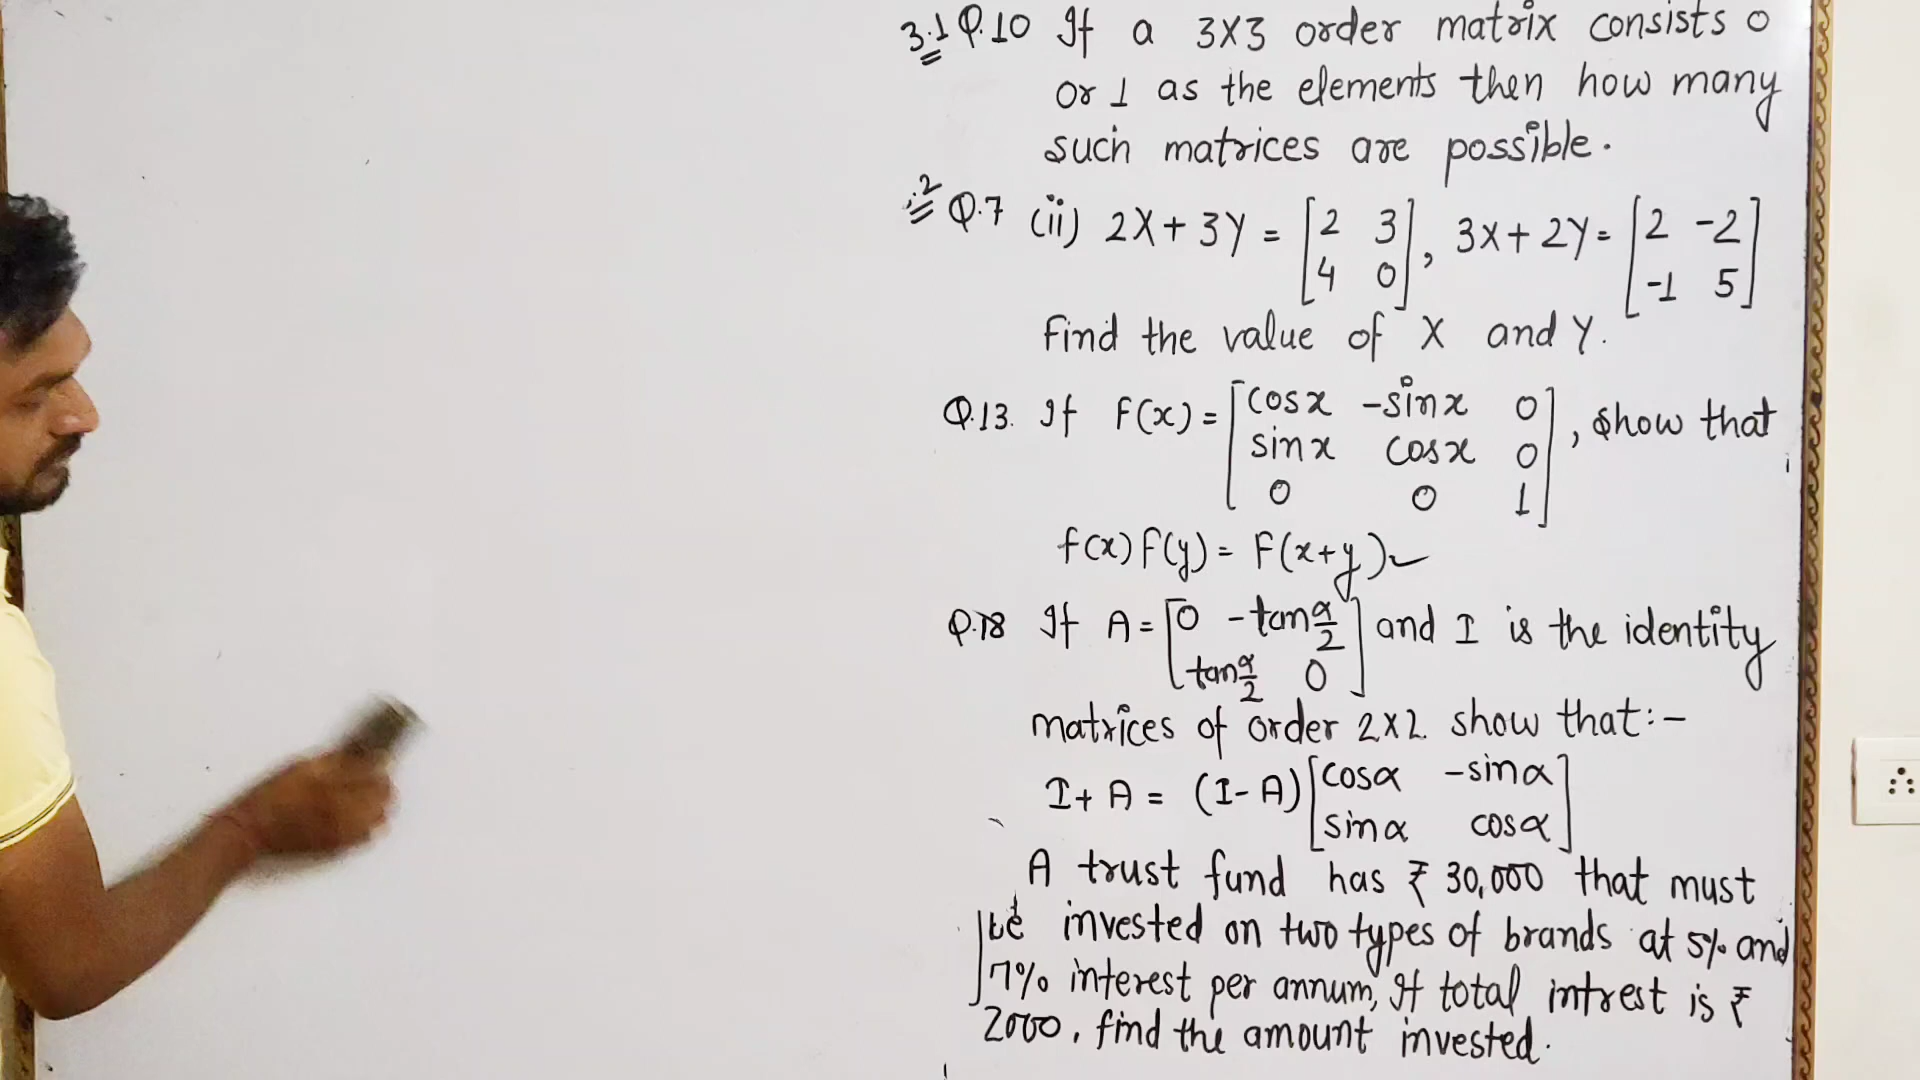 3.1 Q.10 If a 3x3 order matrix consists 0
or 1 as the elements then how many
such matrices are possible.
.2 Q.7 (ii) 2X + 3Y = [2 3 4 0], 3X + 2Y = [2 -2 -1 5]
Find the value of X and Y.
Q.13. If F(x) = [cosx -sinx 0 sinx cosx 0 0 0 1], show that
f(x) F(y) = F(x+y)
Q.18 If A = [0 -tan α/2 tan α/2 0] and I is the identity
matrices of order 2x2. show that:-
I + A = (I - A) [cosα -sinα sinα cosα]
A trust fund has ₹ 30,000 that must
be invested on two types of brands at 5% and
7% interest per annum, If total intrest is ₹
2000, find the amount invested.